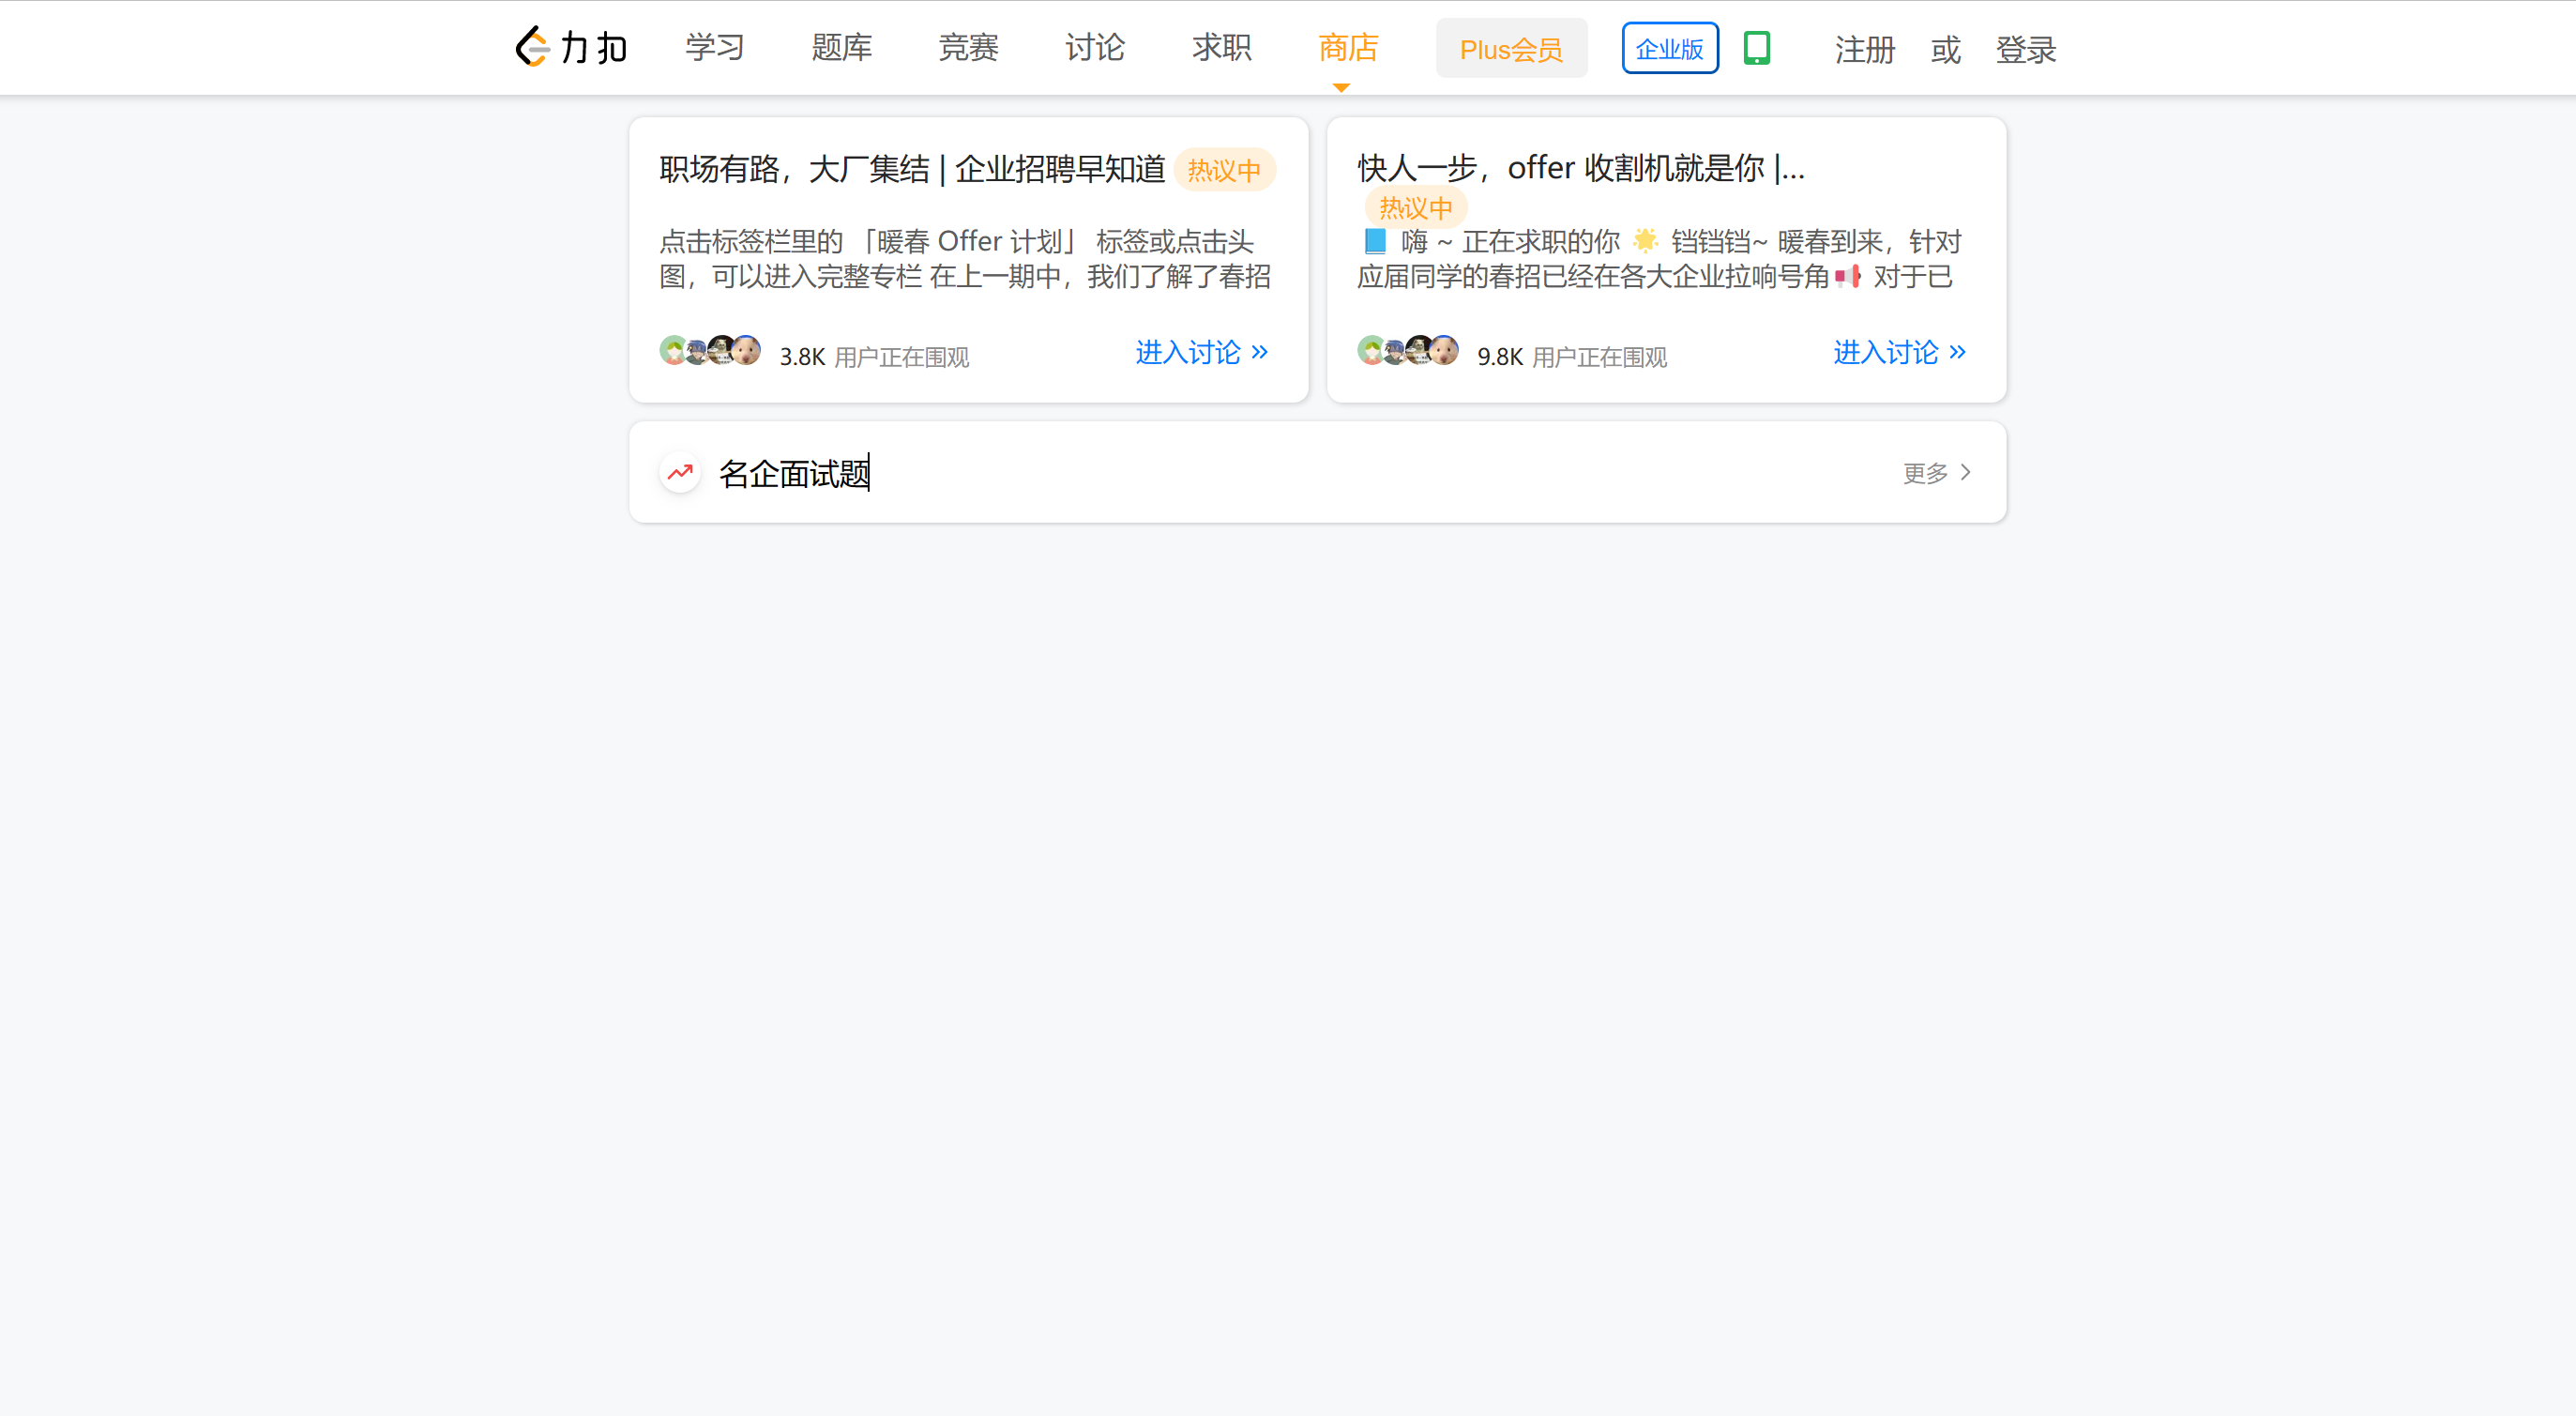 力扣 学习 题库 竞赛 讨论 求职 商店 Plus会员 企业版 注册 或 登录
职场有路，大厂集结 | 企业招聘早知道 热议中
点击标签栏里的 「暖春 Offer 计划」 标签或点击头
图，可以进入完整专栏 在上一期中，我们了解了春招
3.8K 用户正在围观 进入讨论 »
快人一步，offer 收割机就是你 |...
热议中
📘 嗨 ~ 正在求职的你 🌟 铛铛铛~ 暖春到来，针对
应届同学的春招已经在各大企业拉响号角📢 对于已
9.8K 用户正在围观 进入讨论 »
名企面试题 更多 >